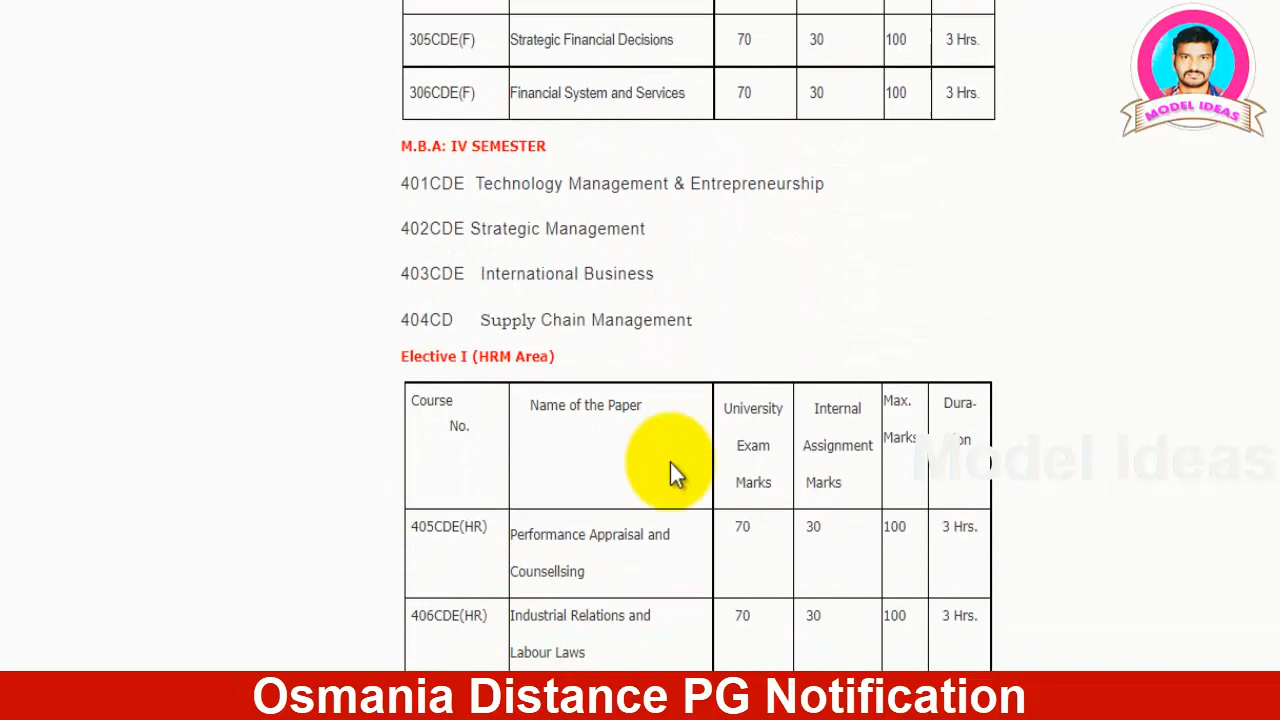 305CDE(F) Strategic Financial Decisions 70 30 100 3 Hrs.
306CDE(F) Financial System and Services 70 30 100 3 Hrs.
MODEL IDEAS
M.B.A: IV SEMESTER
401CDE Technology Management & Entrepreneurship
402CDE Strategic Management
403CDE International Business
404CD Supply Chain Management
Elective I (HRM Area)
Course No. Name of the Paper University Exam Marks Internal Assignment Marks Max. Marks Dura-tion
Model Ideas
405CDE(HR) Performance Appraisal and Counsellsing 70 30 100 3 Hrs.
406CDE(HR) Industrial Relations and Labour Laws 70 30 100 3 Hrs.
Osmania Distance PG Notification